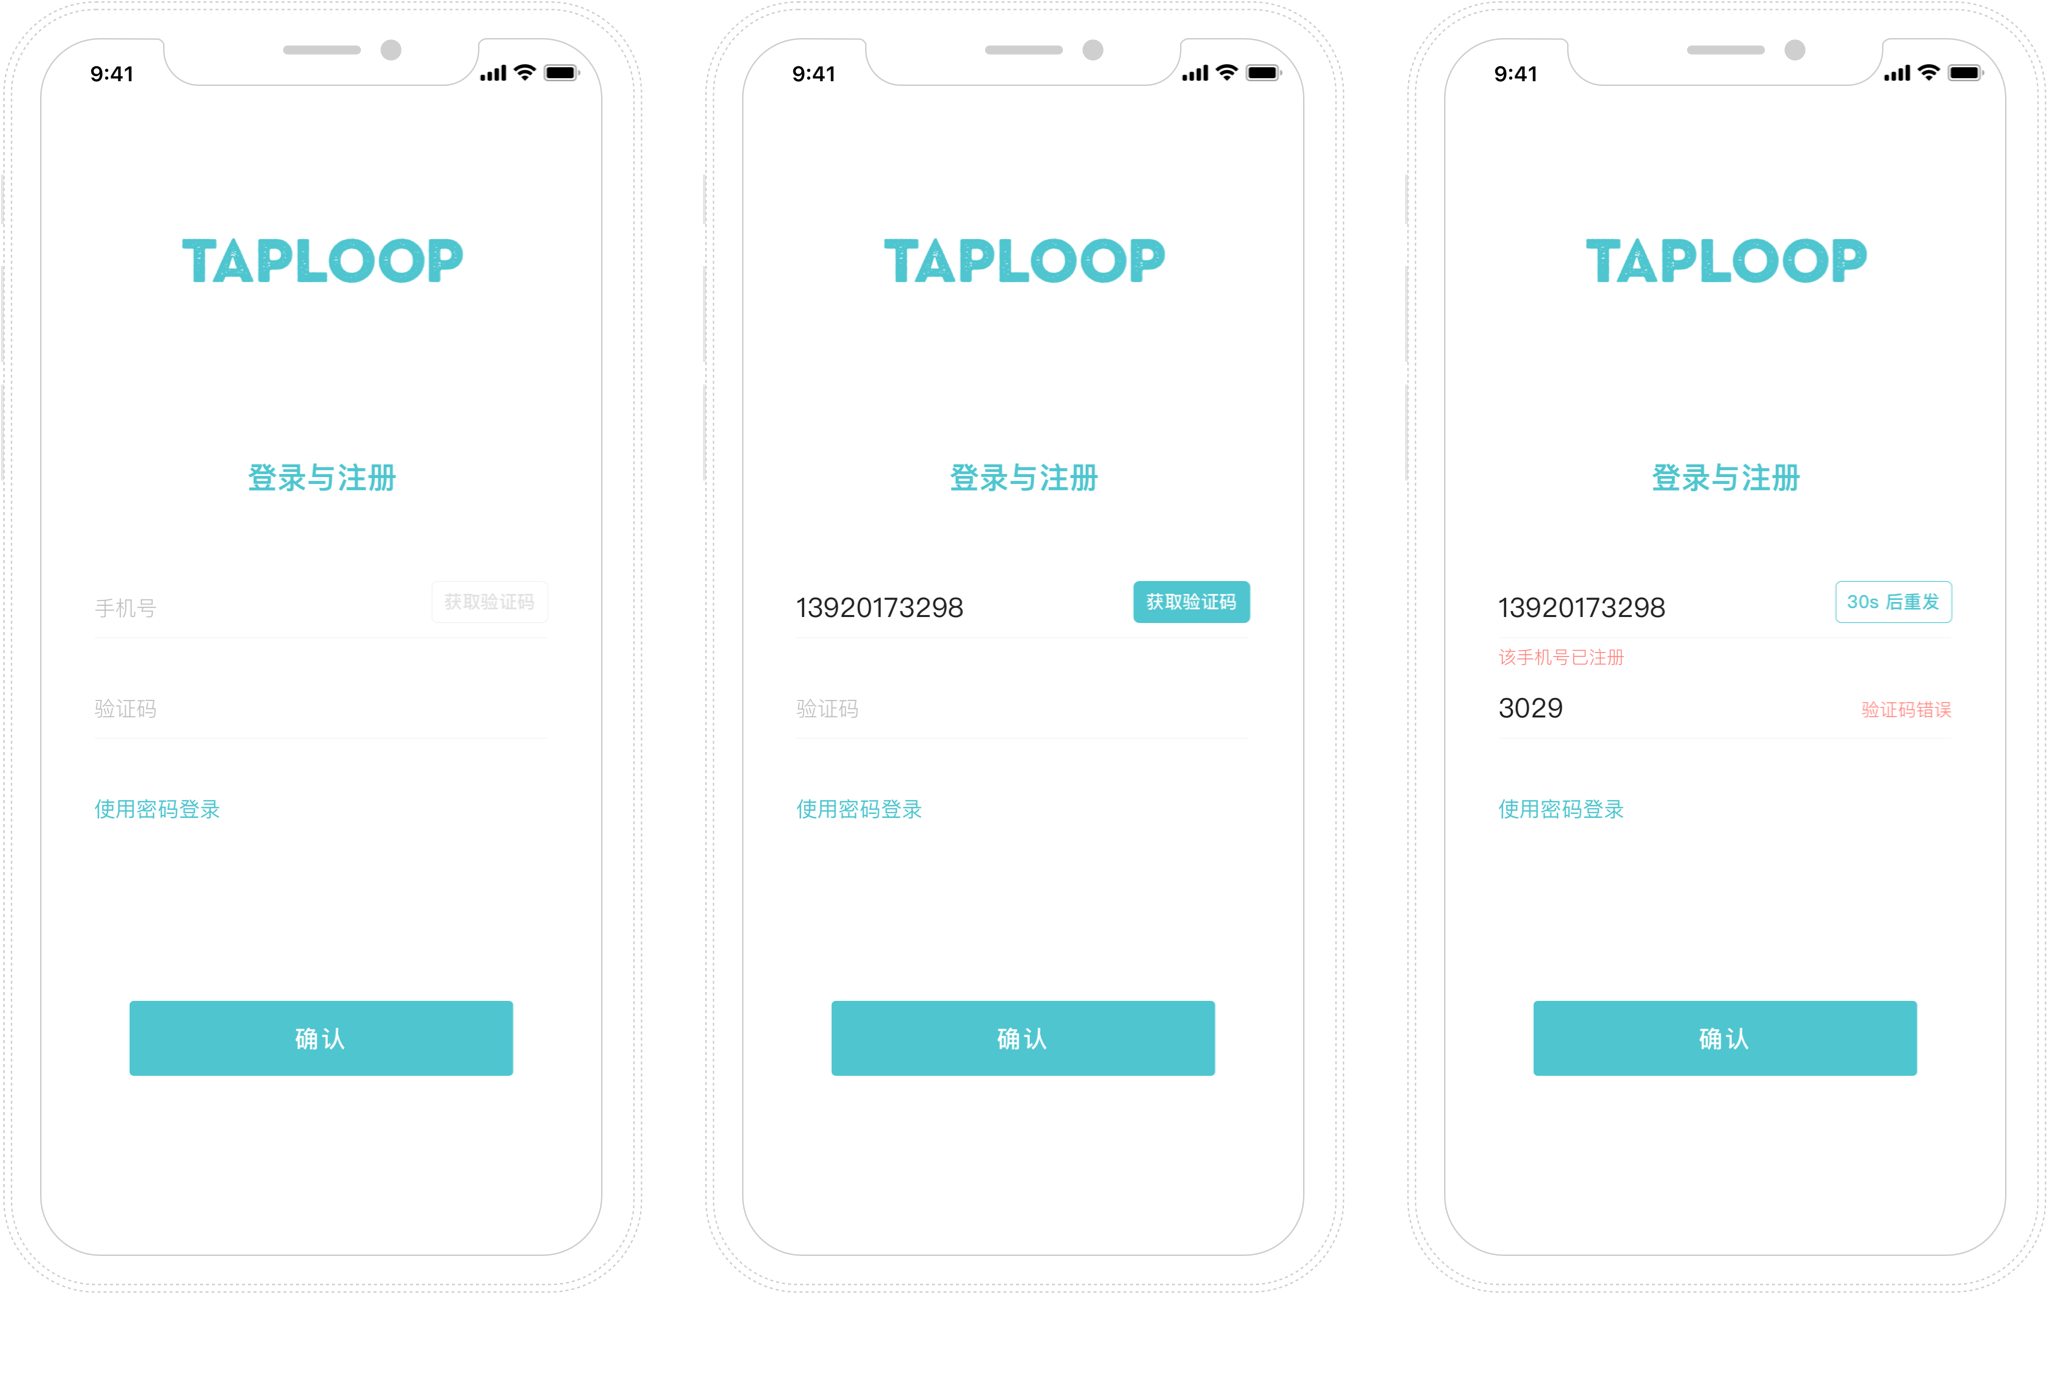 9:41
TAPLOOP
登录与注册
手机号
获取验证码
验证码
使用密码登录
确认
9:41
TAPLOOP
登录与注册
13920173298
获取验证码
验证码
使用密码登录
确认
9:41
TAPLOOP
登录与注册
13920173298
30s 后重发
该手机号已注册
3029
验证码错误
使用密码登录
确认